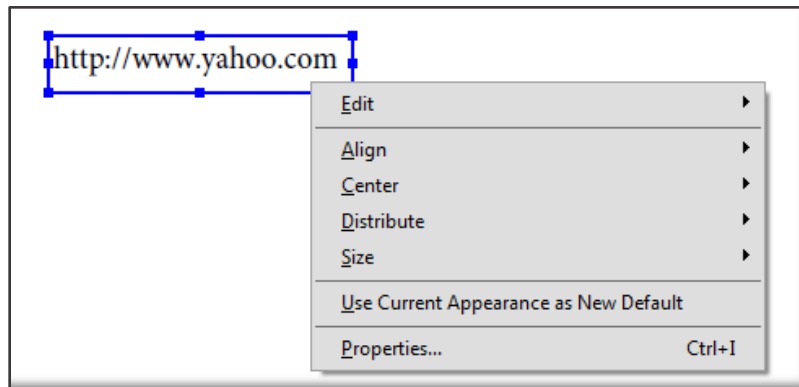 http://www.yahoo.com
Edit
Align
Center
Distribute
Size
Use Current Appearance as New Default
Properties... Ctrl+I